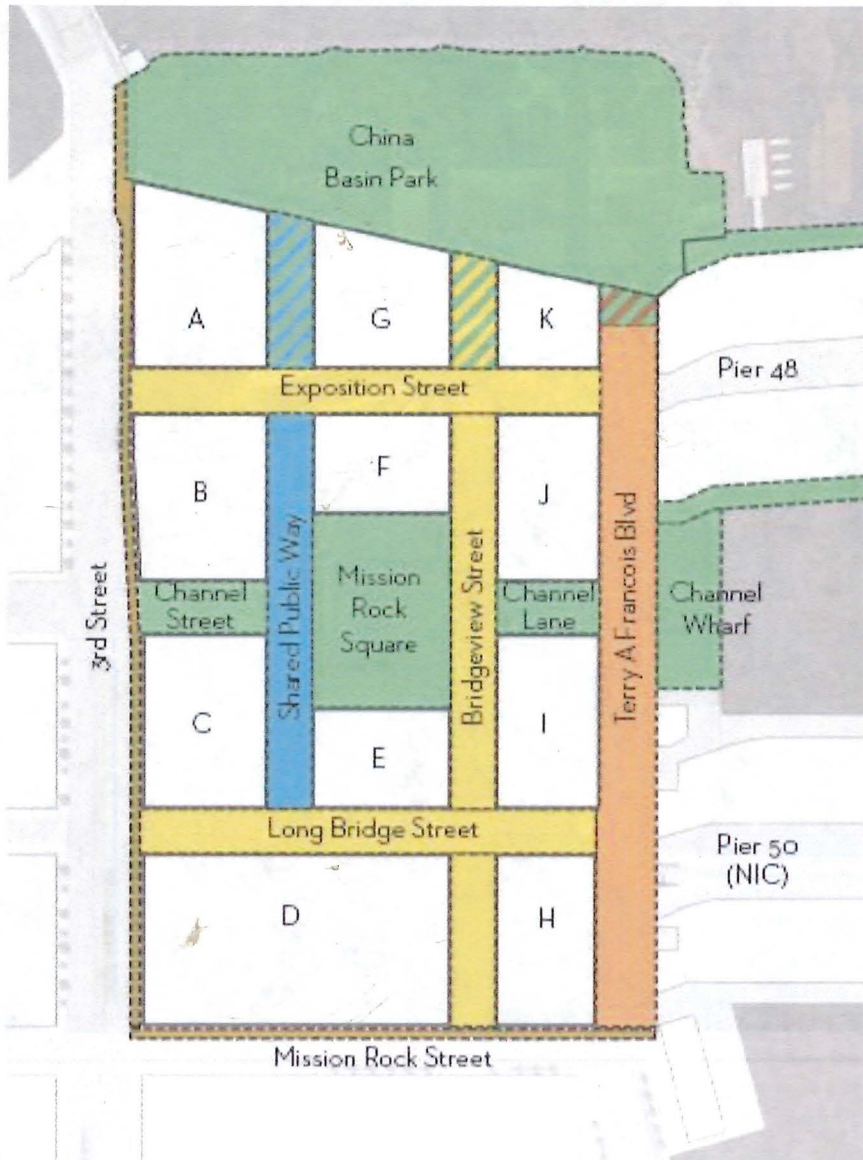 China
Basin Park
A
G
K
Pier 48
Exposition Street
B
F
J
3rd Street
Channel
Street
Shared Public Way
Mission
Rock
Square
Bridgeview Street
Channel
Lane
Terry A Francois Blvd
Channel
Wharf
C
E
I
Long Bridge Street
D
H
Pier 50
(NIC)
Mission Rock Street